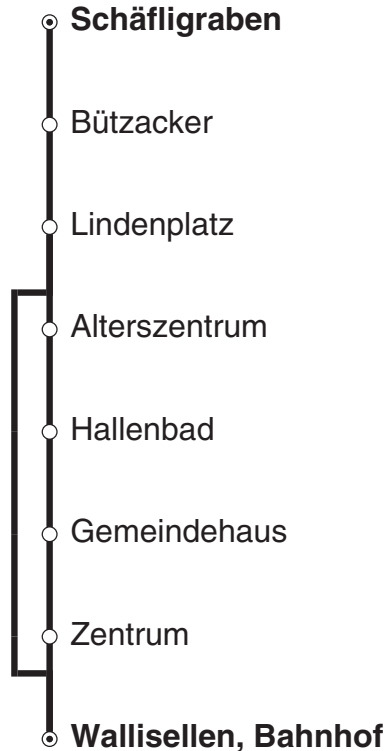 Schäfligraben
Bützacker
Lindenplatz
Alterszentrum
Hallenbad
Gemeindehaus
Zentrum
Wallisellen, Bahnhof